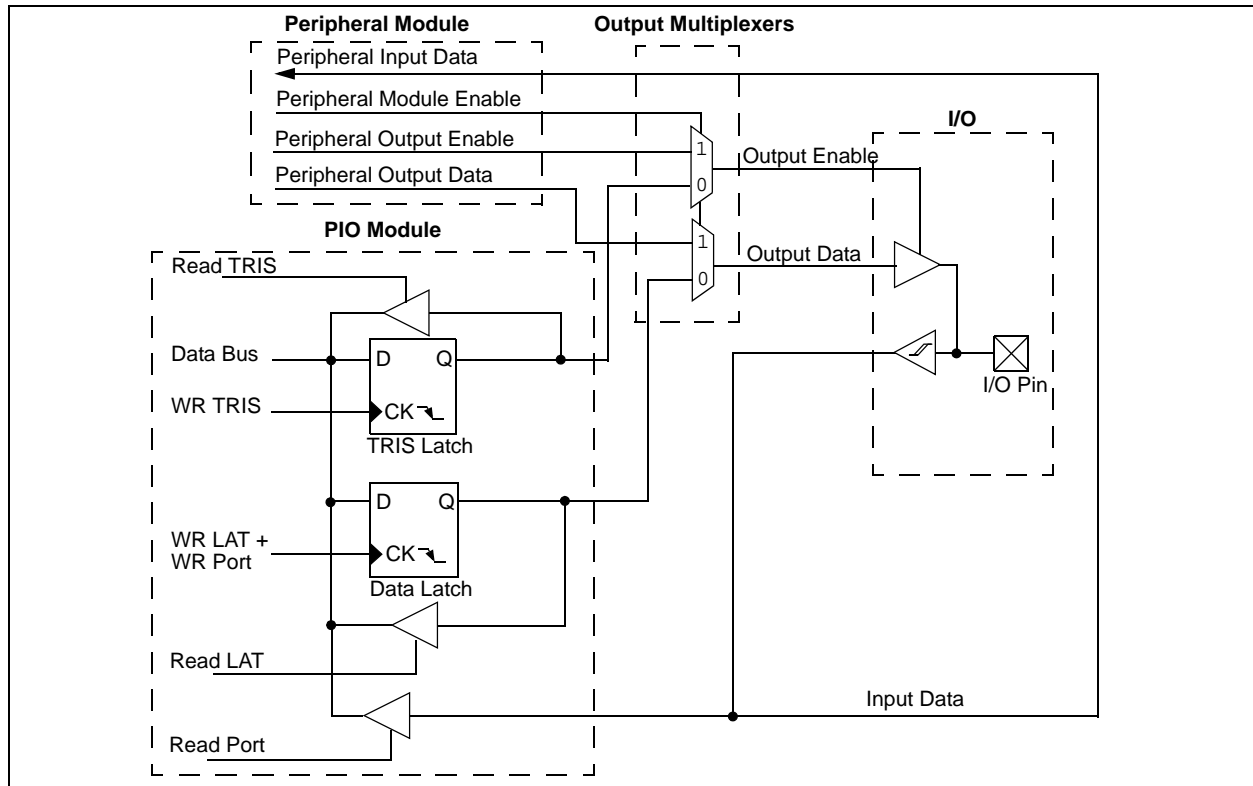 Peripheral Module
Output Multiplexers
Peripheral Input Data
Peripheral Module Enable
Peripheral Output Enable
Peripheral Output Data
I/O
1
0
Output Enable
PIO Module
1
0
Output Data
Read TRIS
Data Bus
D
Q
WR TRIS
CK
TRIS Latch
I/O Pin
D
Q
WR LAT +
WR Port
CK
Data Latch
Read LAT
Input Data
Read Port